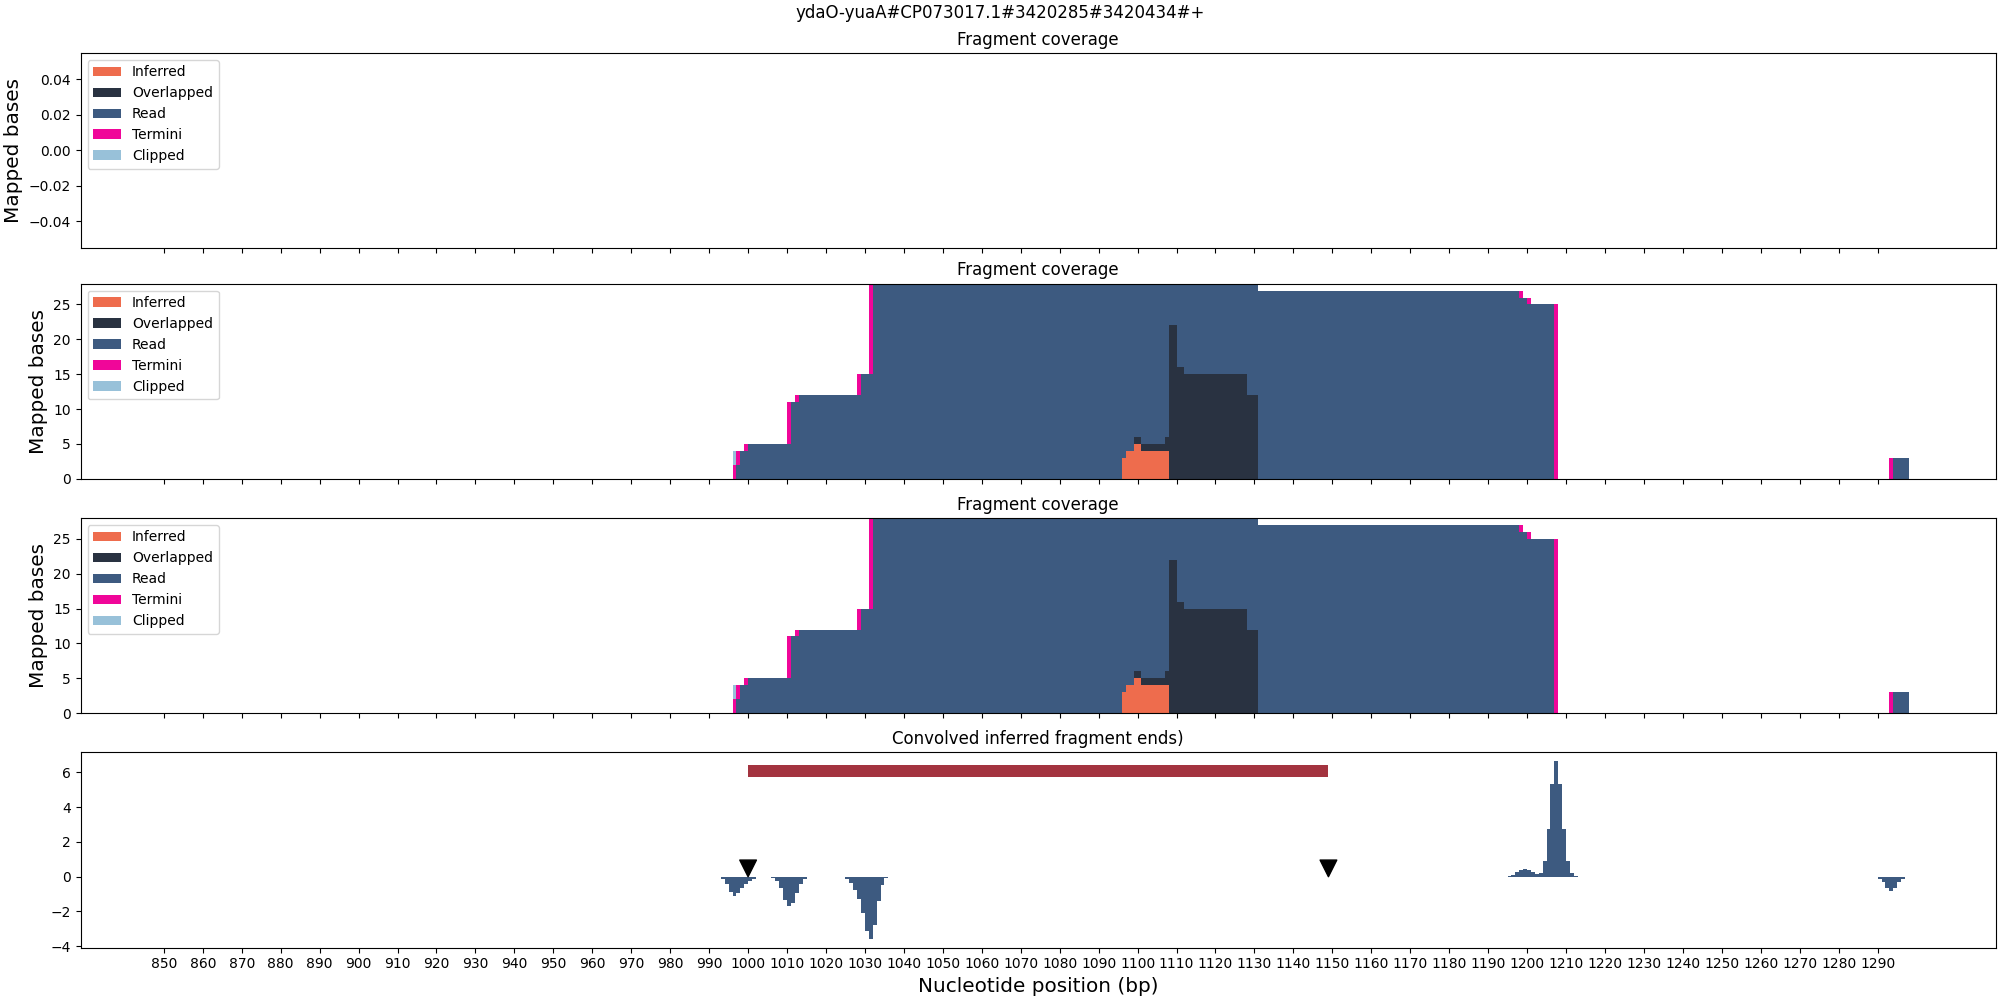 ydaO-yuaA#CP073017.1#3420285#3420434#+
Fragment coverage
Mapped bases
0.04
0.02
0.00
−0.02
−0.04
Inferred
Overlapped
Read
Termini
Clipped
Fragment coverage
Mapped bases
25
20
15
10
5
0
Inferred
Overlapped
Read
Termini
Clipped
Fragment coverage
Mapped bases
25
20
15
10
5
0
Inferred
Overlapped
Read
Termini
Clipped
Convolved inferred fragment ends)
6
4
2
0
−2
−4
850 860 870 880 890 900 910 920 930 940 950 960 970 980 990 1000 1010 1020 1030 1040 1050 1060 1070 1080 1090 1100 1110 1120 1130 1140 1150 1160 1170 1180 1190 1200 1210 1220 1230 1240 1250 1260 1270 1280 1290
Nucleotide position (bp)